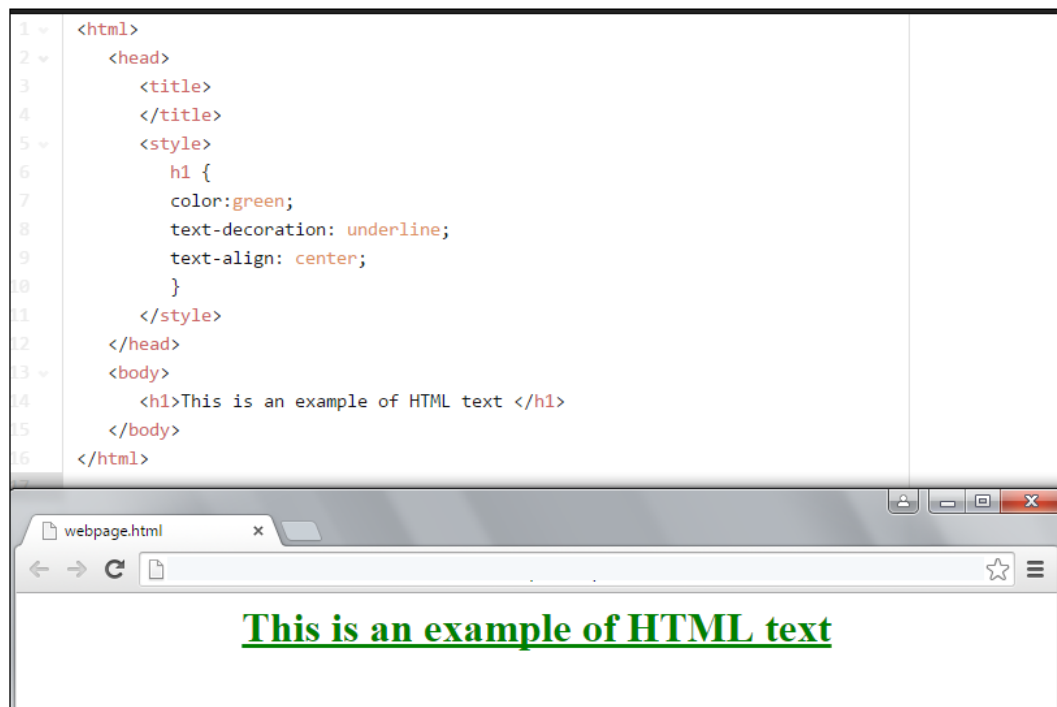 1 <html>
2 <head>
3 <title>
4 </title>
5 <style>
6 h1 {
7 color:green;
8 text-decoration: underline;
9 text-align: center;
10 }
11 </style>
12 </head>
13 <body>
14 <h1>This is an example of HTML text </h1>
15 </body>
16 </html>
17
webpage.html
This is an example of HTML text